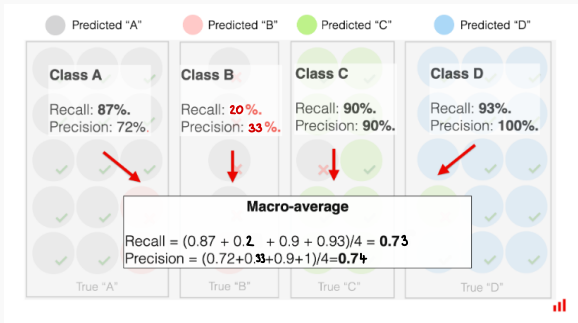 Predicted "A" Predicted "B" Predicted "C" Predicted "D"
Class A
Recall: 87%.
Precision: 72%.
Class B
Recall: 20%.
Precision: 33%.
Class C
Recall: 90%.
Precision: 90%.
Class D
Recall: 93%.
Precision: 100%.
Macro-average
Recall = (0.87 + 0.2 + 0.9 + 0.93)/4 = 0.73
Precision = (0.72+0.33+0.9+1)/4=0.74
True "A" True "B" True "C" True "D"